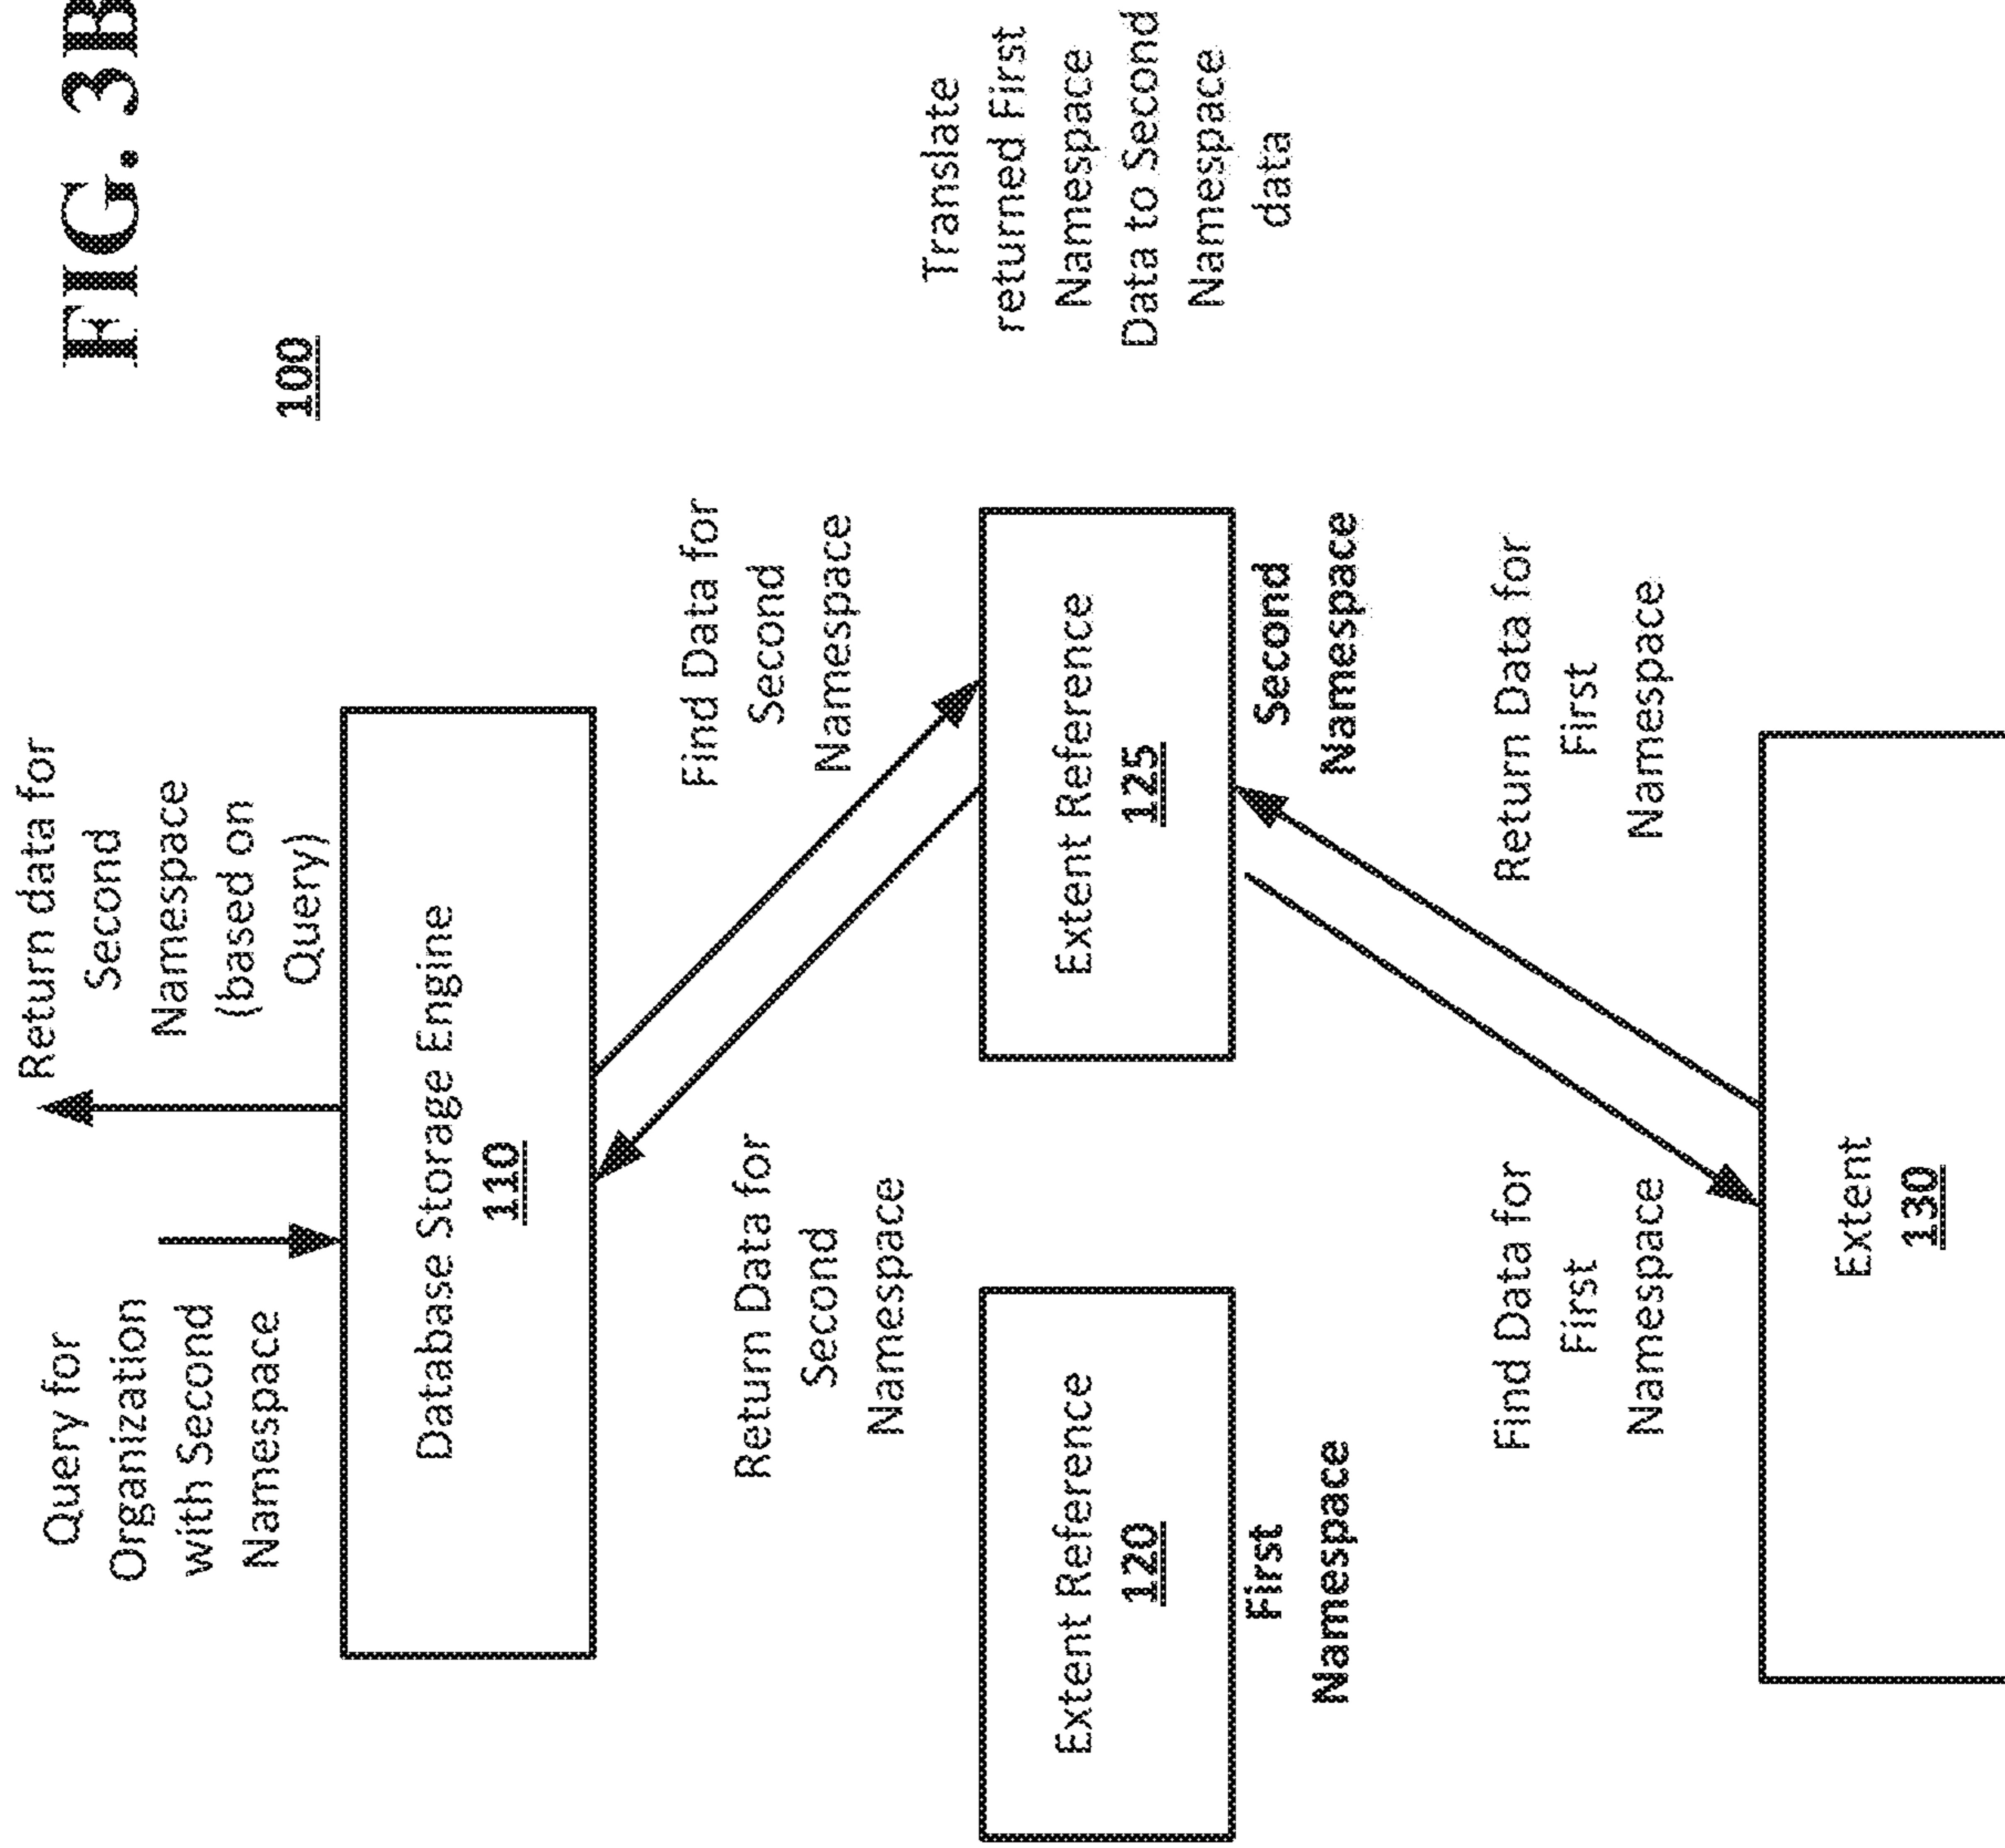 FIG. 3B
100
Query for
Organization
with Second
Namespace
Return data for
Second
Namespace
(based on
Query)
Database Storage Engine
110
Return Data for
Second
Namespace
Find Data for
Second
Namespace
Translate
returned First
Namespace
Data to Second
Namespace
data
Extent Reference
120
First
Namespace
Extent Reference
125
Second
Namespace
Find Data for
First
Namespace
Return Data for
First
Namespace
Extent
130